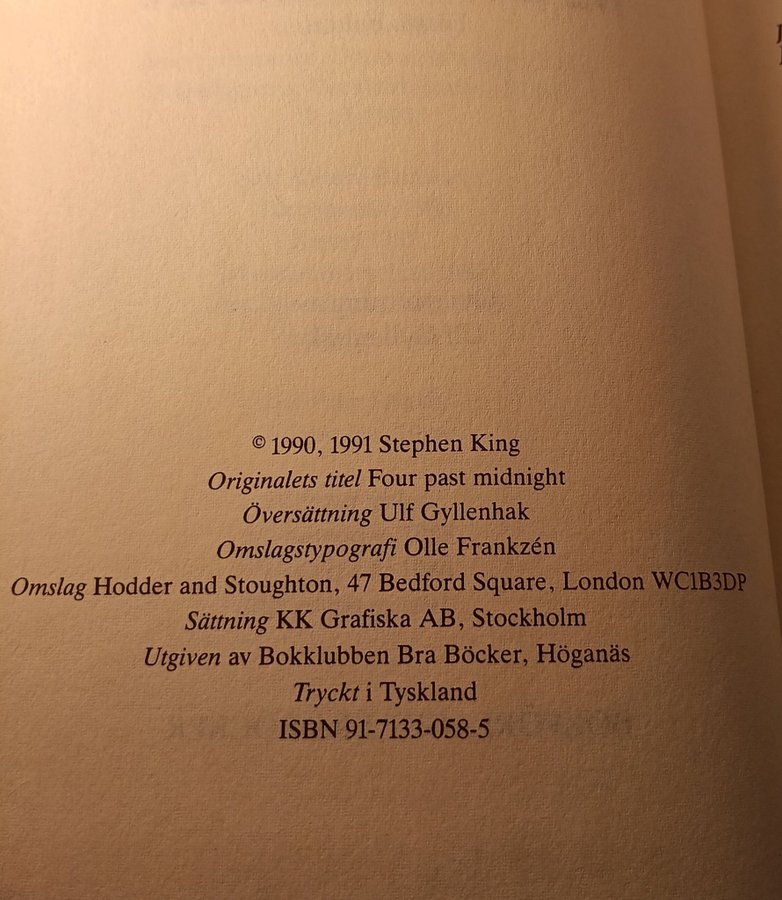 © 1990, 1991 Stephen King
Originalets titel Four past midnight
Översättning Ulf Gyllenhak
Omslagstypografi Olle Frankzén
Omslag Hodder and Stoughton, 47 Bedford Square, London WC1B3DP
Sättning KK Grafiska AB, Stockholm
Utgiven av Bokklubben Bra Böcker, Höganäs
Tryckt i Tyskland
ISBN 91-7133-058-5